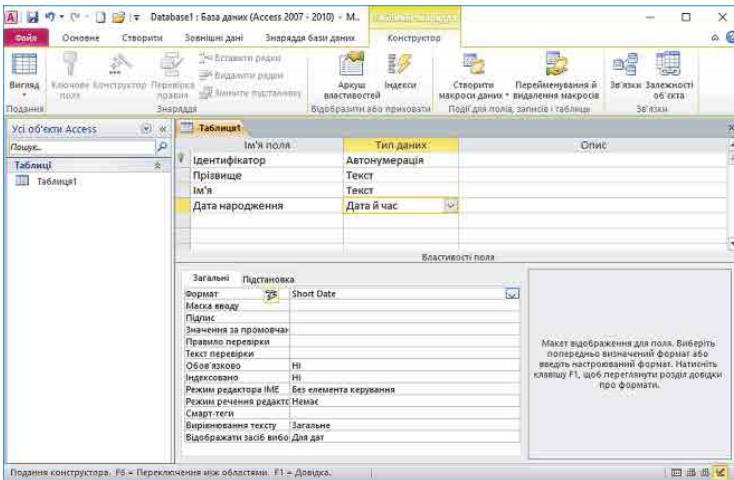 Database1 : База даних (Access 2007 - 2010) - М...
Файл Основне Створити Зовнішні дані Знаряддя бази даних Конструктор
Вставити рядки
Видалити рядки
Змінити підстановку
Вигляд Ключове поле Конструктор Перевірка правил Аркуш властивостей Індекси Створити макроси даних Перейменування й видалення макросів Зв'язки Залежності об'єкта
Подання Знаряддя Відобразити або приховати Події для полів, записів і таблиць Зв'язки
Усі об'єкти Access
Пошук...
Таблиці
Таблиця1
Таблиця1
Ім'я поля Тип даних Опис
Ідентифікатор Автонумерація
Прізвище Текст
Ім'я Текст
Дата народження Дата й час
Властивості поля
Загальні Підстановка
Формат Short Date
Маска вводу
Підпис
Значення за промовчан
Правило перевірки
Текст перевірки
Обов'язково Ні
Індексовано Ні
Режим редактора IME Без елемента керування
Режим речення редакто Немає
Смарт-теги
Вирівнювання тексту Загальне
Відображати засіб вибо Для дат
Макет відображення для поля. Виберіть
попередньо визначений формат або
введіть настроюваний формат. Натисніть
клавішу F1, щоб переглянути розділ довідки
про формати.
Подання конструктора. F6 = Переключення між областями. F1 = Довідка.